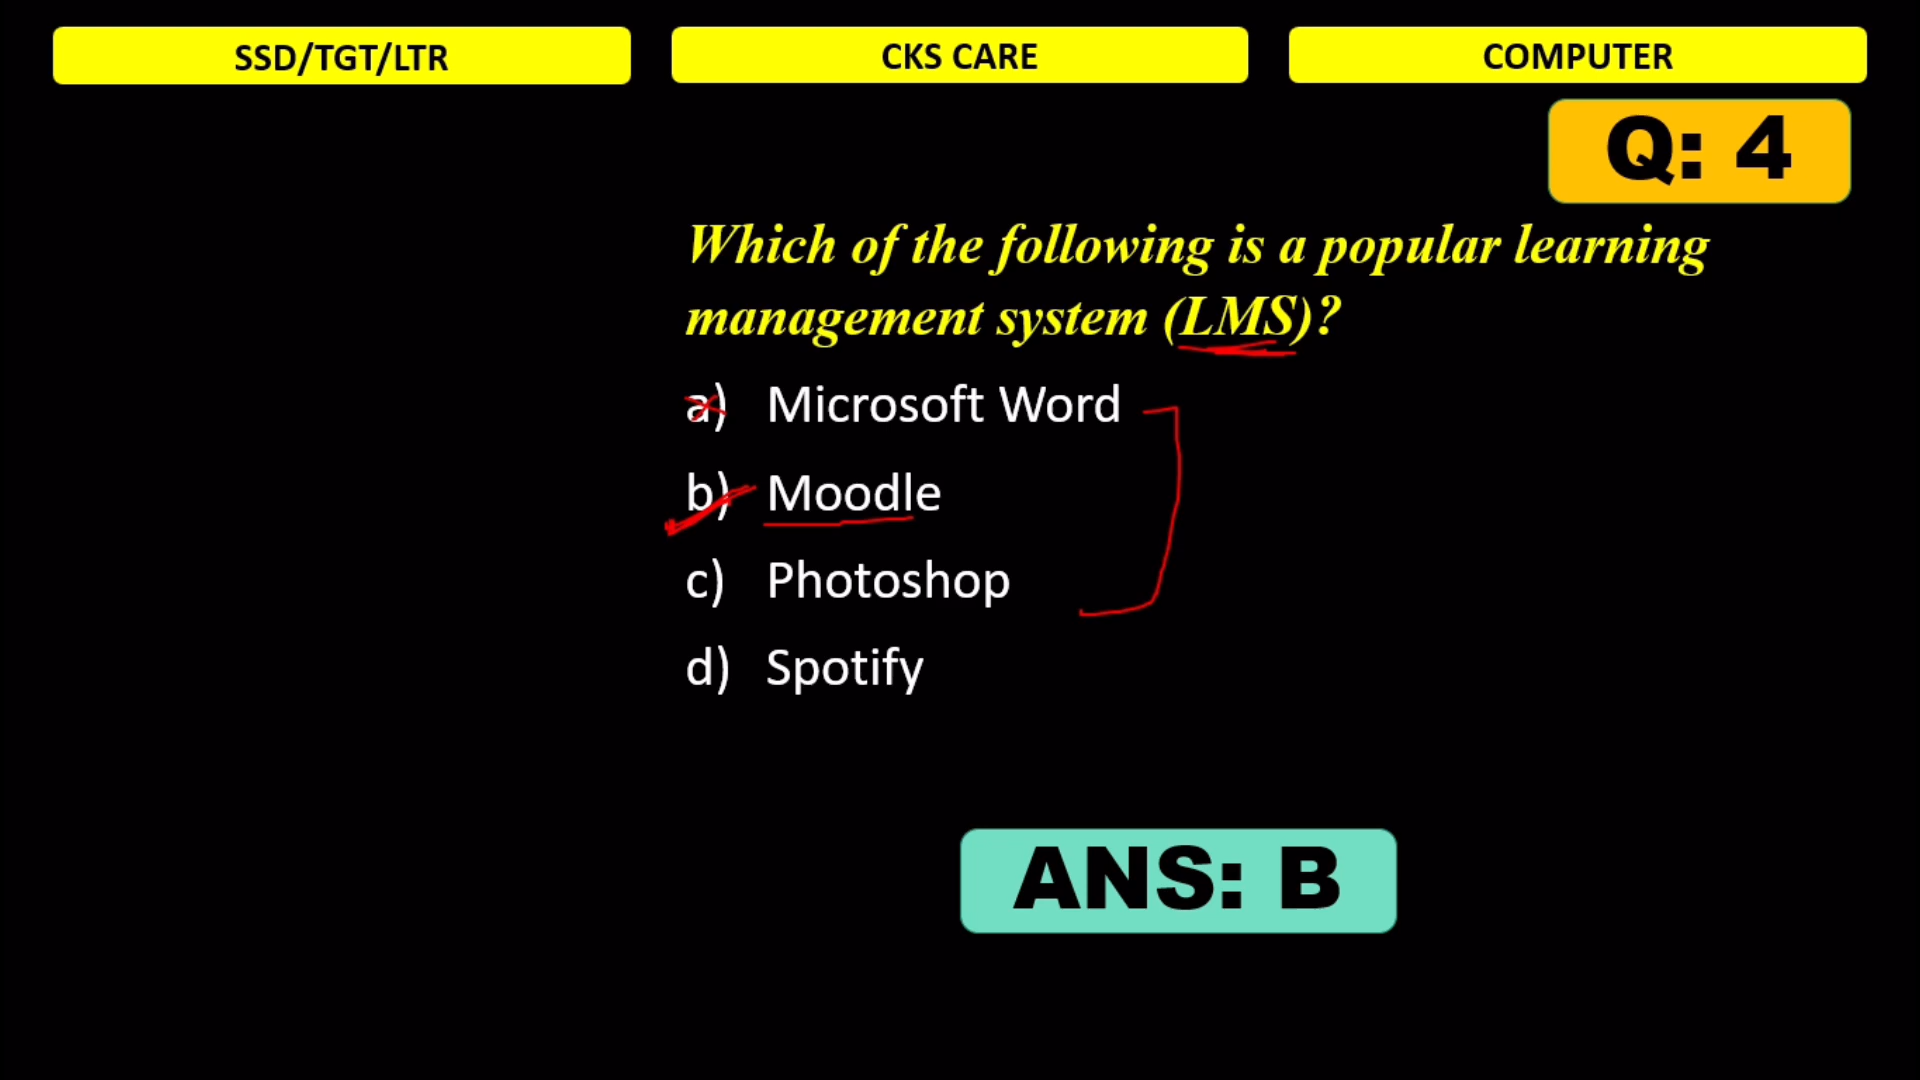 SSD/TGT/LTR
CKS CARE
COMPUTER
Q: 4
Which of the following is a popular learning
management system (LMS)?
a) Microsoft Word
b) Moodle
c) Photoshop
d) Spotify
ANS: B